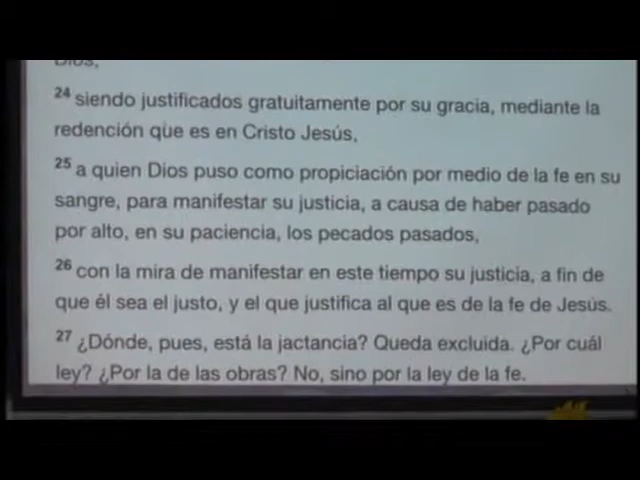 Dios,
24 siendo justificados gratuitamente por su gracia, mediante la
redención que es en Cristo Jesús,
25 a quien Dios puso como propiciación por medio de la fe en su
sangre, para manifestar su justicia, a causa de haber pasado
por alto, en su paciencia, los pecados pasados,
26 con la mira de manifestar en este tiempo su justicia, a fin de
que él sea el justo, y el que justifica al que es de la fe de Jesús.
27 ¿Dónde, pues, está la jactancia? Queda excluida. ¿Por cuál
ley? ¿Por la de las obras? No, sino por la ley de la fe.